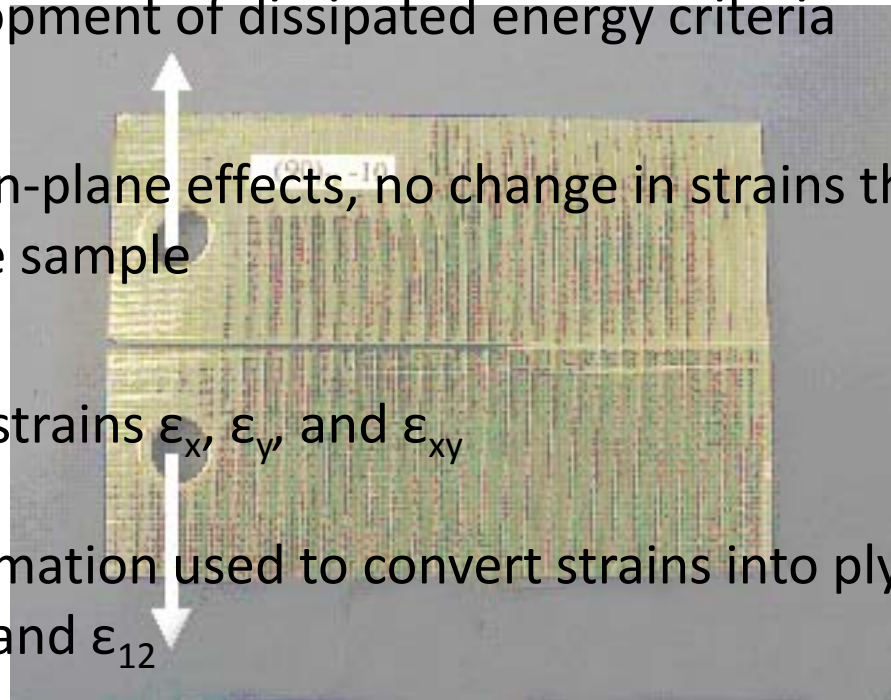 opment of dissipated energy criteria
n-plane effects, no change in strains th
e sample
strains εx, εy, and εxy
mation used to convert strains into ply
and ε12